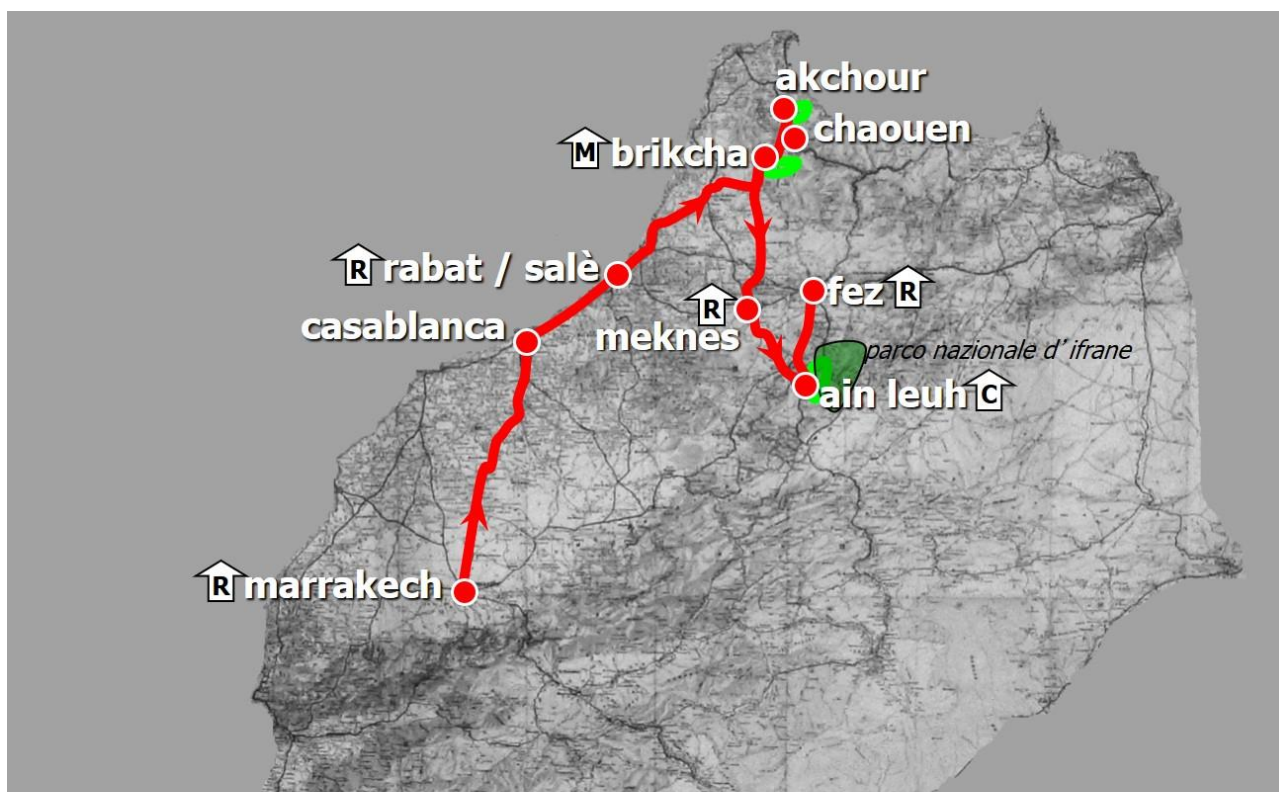 akchour
chaouen
M brikcha
R rabat / salè
fez R
R
casablanca
meknes
parco nazionale d' ifrane
ain leuh C
R marrakech